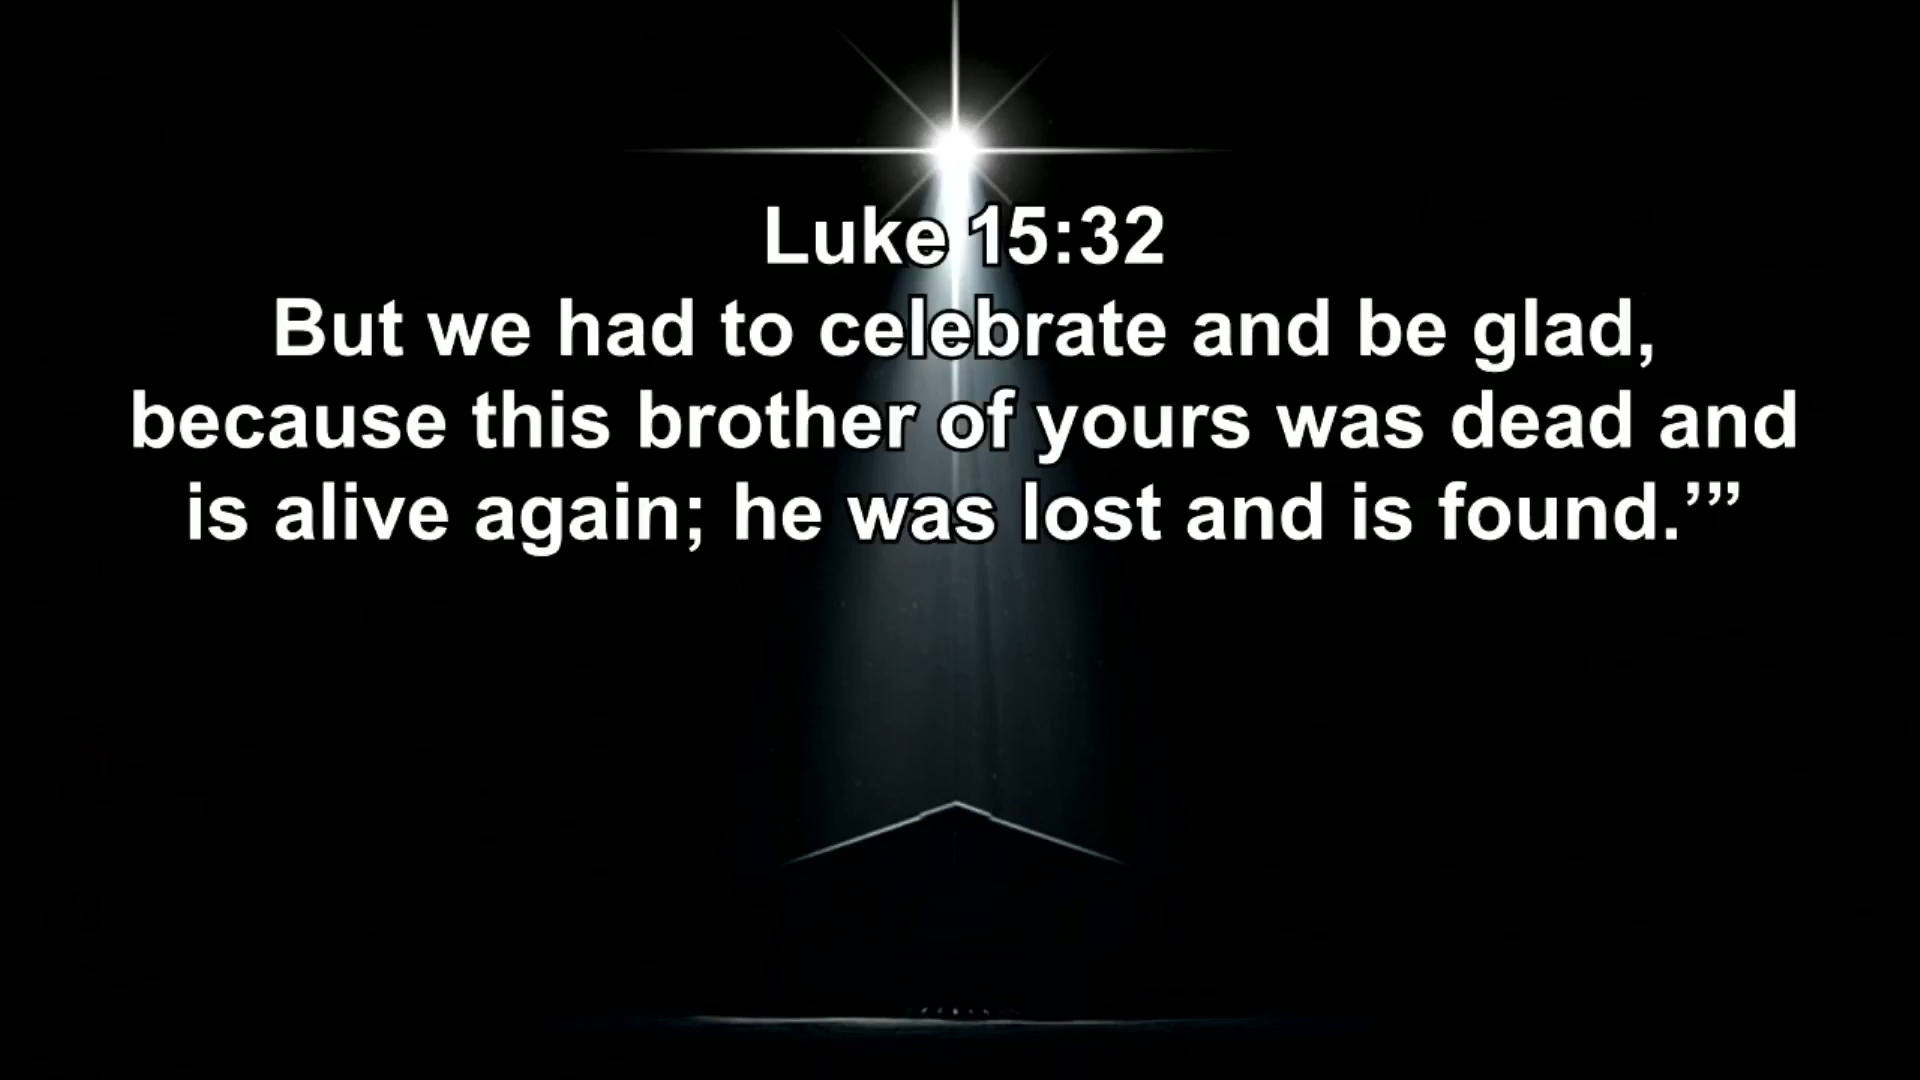 Luke 15:32
But we had to celebrate and be glad,
because this brother of yours was dead and
is alive again; he was lost and is found.’”